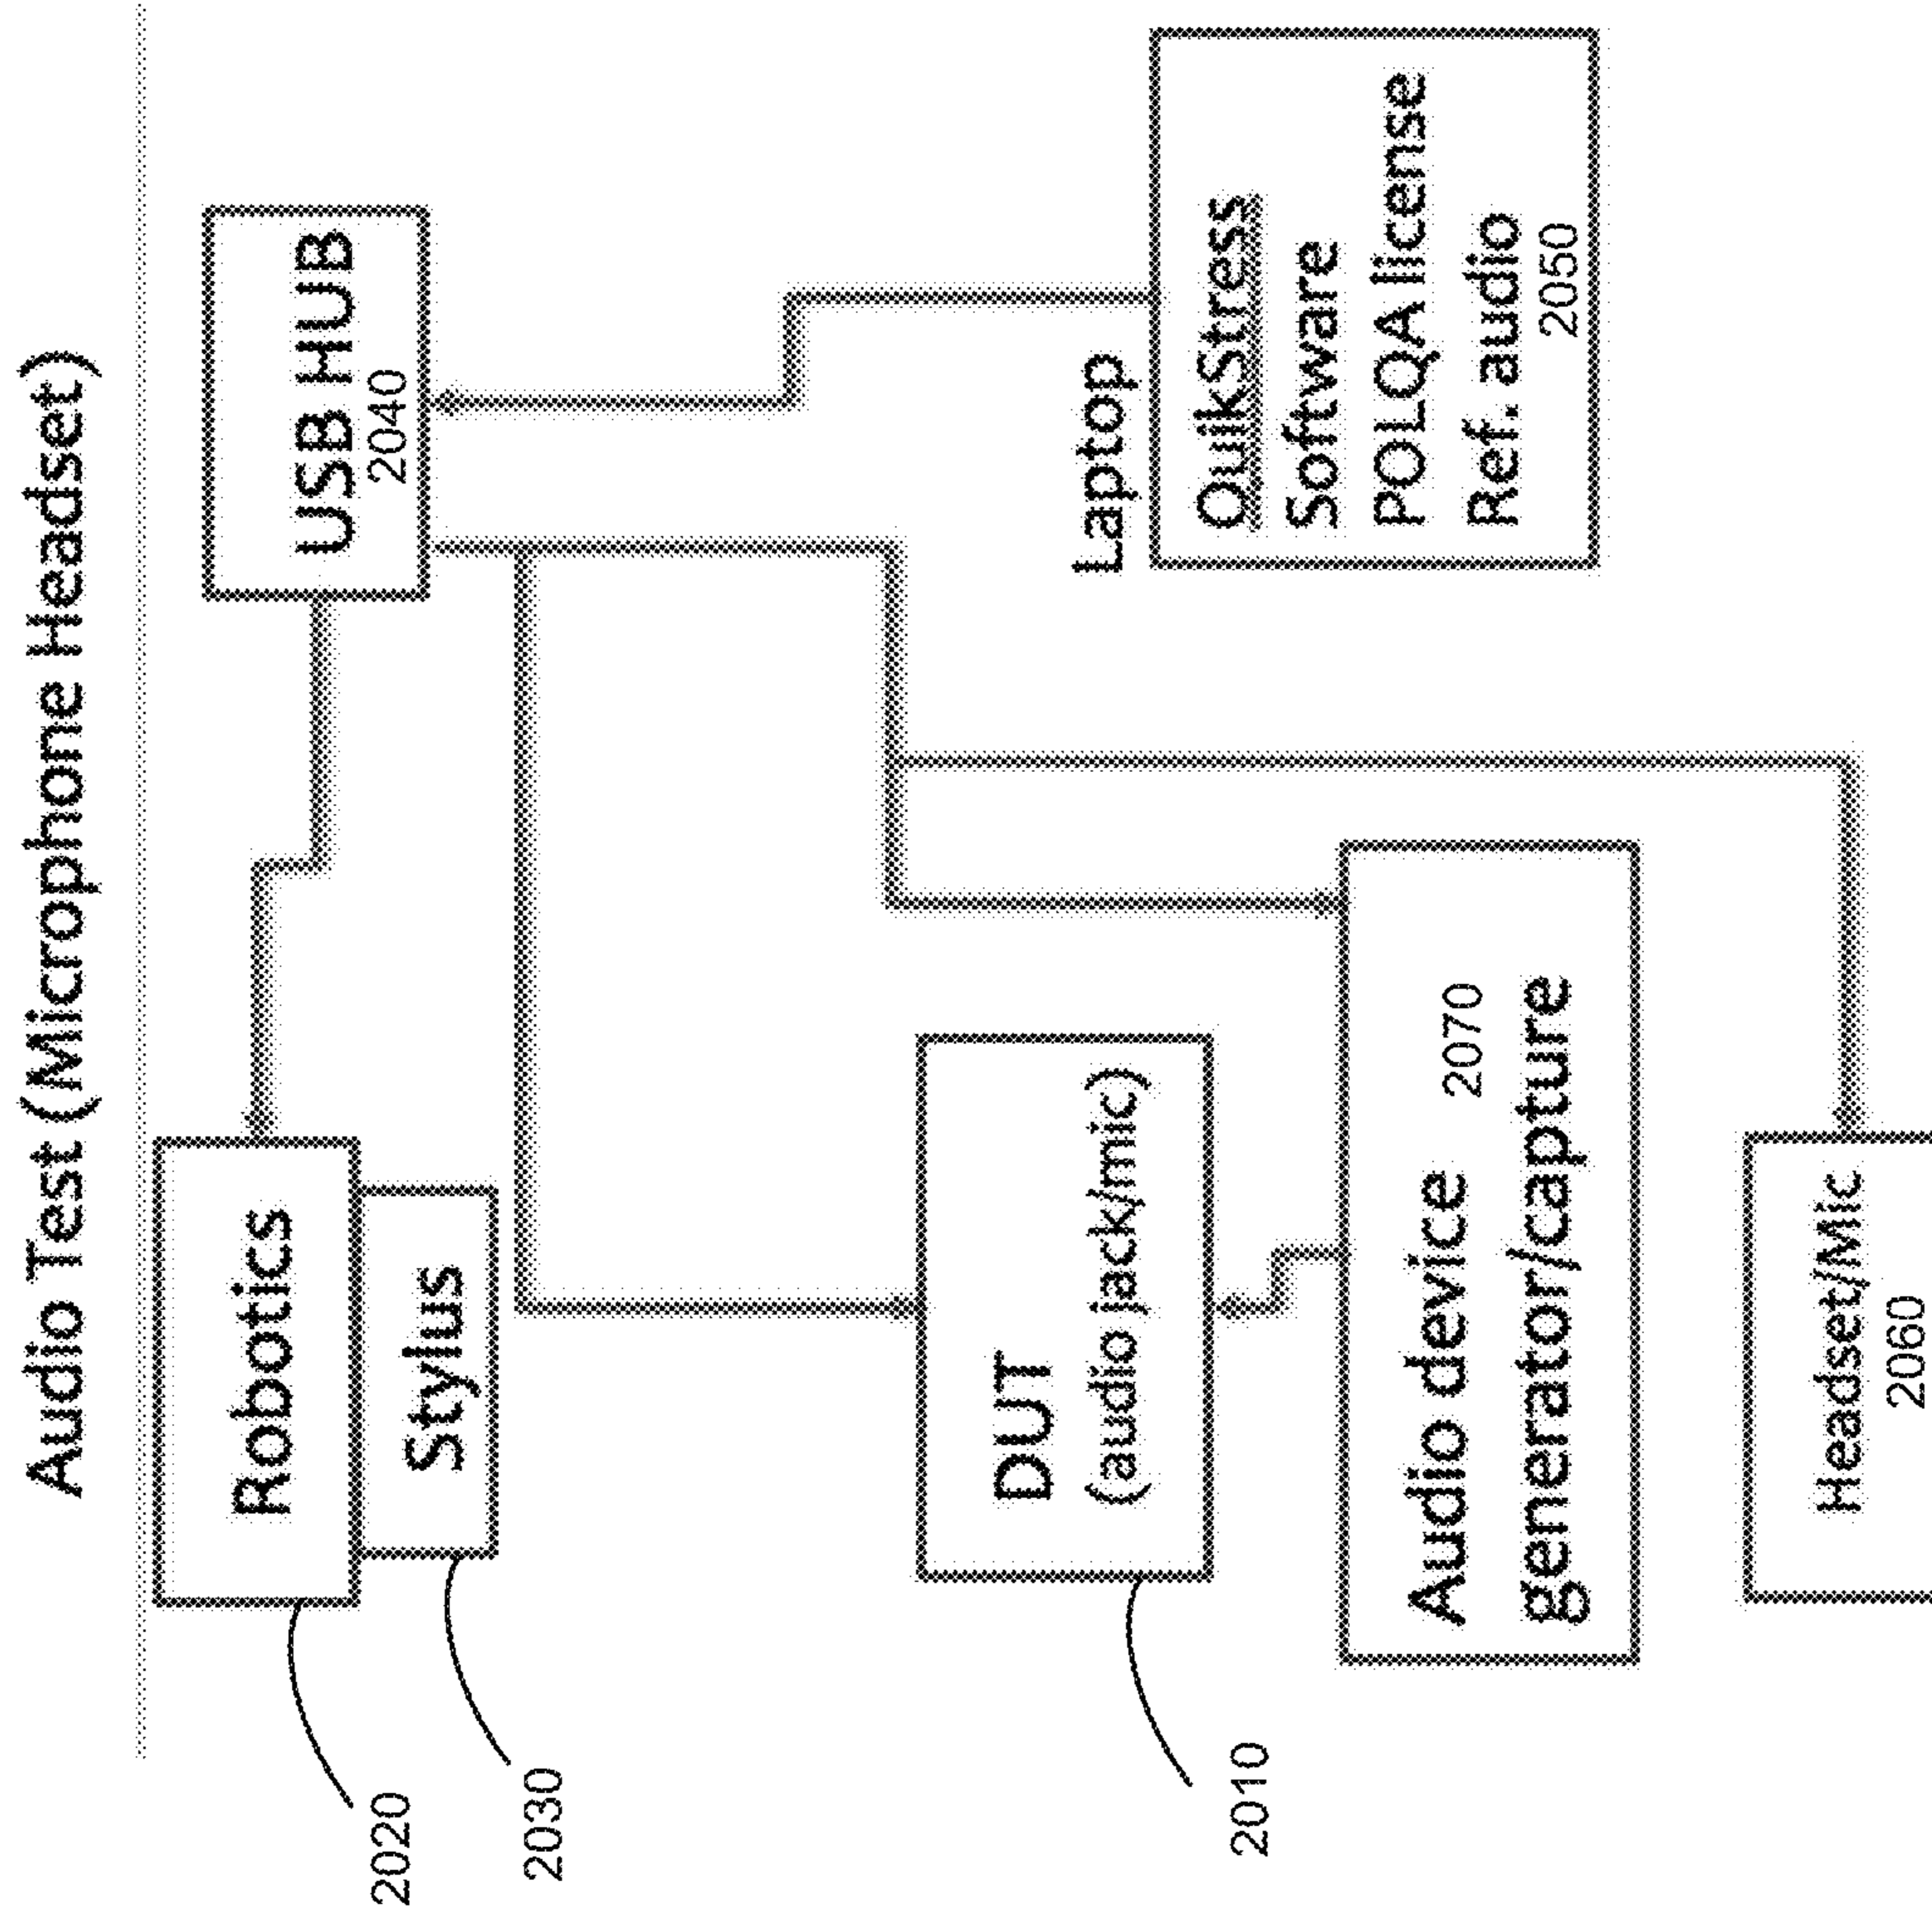 Audio Test (Microphone Headset)
Robotics
Stylus
2020
2030
USB HUB
2040
DUT
(audio jack/mic)
2010
Laptop
QuikStress
Software
POLQA license
Ref. audio
2050
Audio device 2070
generator/capture
Headset/Mic
2060